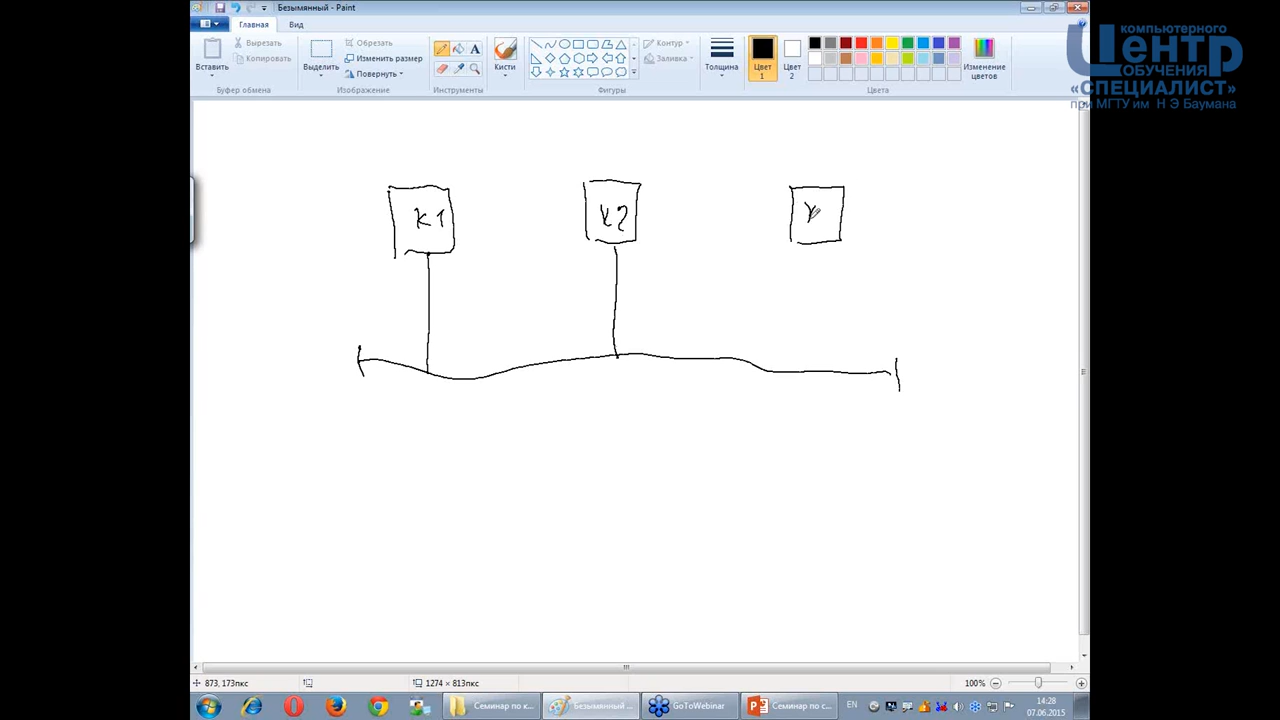 Безымянный - Paint
Главная
Вид
Вставить
Вырезать
Копировать
Буфер обмена
Выделить
Обрезать
Изменить размер
Повернуть
Изображение
A
Инструменты
Кисти
Контур
Заливка
Фигуры
Толщина
Цвет
1
Цвет
2
Изменение
цветов
Цвета
компьютерного
Центр
ОБУЧЕНИЯ
«СПЕЦИАЛИСТ»
при МГТУ им Н Э Баумана
К1
К2
873, 173пкс
1274 × 813пкс
100%
Семинар по к...
Безымянный ...
GoToWebinar
Семинар по с...
EN
14:28
07.06.2015